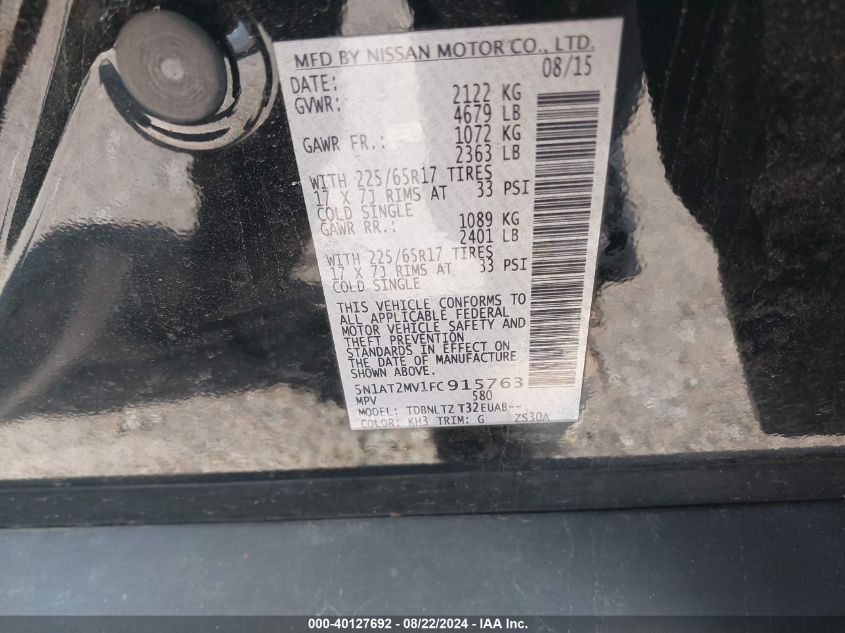 MFD BY NISSAN MOTOR CO., LTD.
DATE: 08/15
GVWR: 2122 KG
4679 LB
GAWR FR.: 1072 KG
2363 LB
WITH 225/65R17 TIRES
17 X 7J RIMS AT 33 PSI
COLD SINGLE
GAWR RR.: 1089 KG
2401 LB
WITH 225/65R17 TIRES
17 X 7J RIMS AT 33 PSI
COLD SINGLE
THIS VEHICLE CONFORMS TO
ALL APPLICABLE FEDERAL
MOTOR VEHICLE SAFETY AND
THEFT PREVENTION
STANDARDS IN EFFECT ON
THE DATE OF MANUFACTURE
SHOWN ABOVE.
5N1AT2MV1FC915763
MPV 580
MODEL: TDBNLTZ T32EUAB--
COLOR: KH3 TRIM: G ZS30A
000-40127692 - 08/22/2024 - IAA Inc.